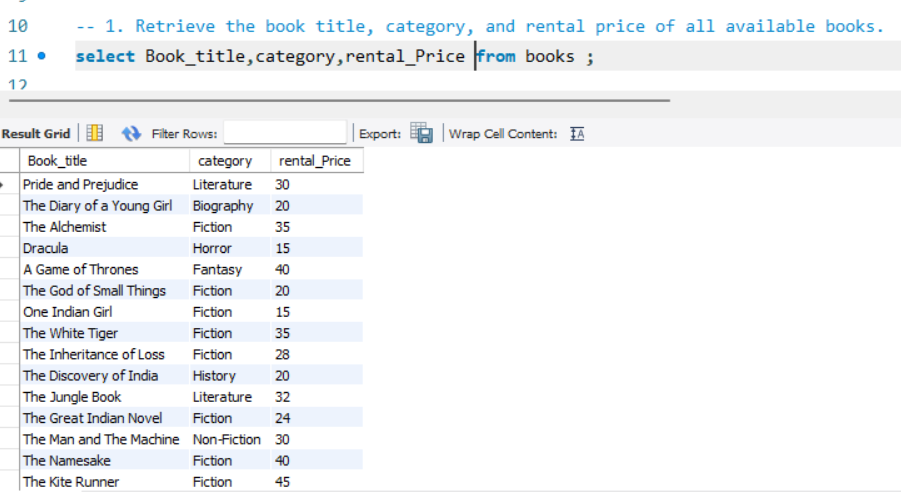 10 -- 1. Retrieve the book title, category, and rental price of all available books.
11 select Book_title,category,rental_Price from books ;
12
Result Grid Filter Rows: Export: Wrap Cell Content: IA
Book_title category rental_Price
Pride and Prejudice Literature 30
The Diary of a Young Girl Biography 20
The Alchemist Fiction 35
Dracula Horror 15
A Game of Thrones Fantasy 40
The God of Small Things Fiction 20
One Indian Girl Fiction 15
The White Tiger Fiction 35
The Inheritance of Loss Fiction 28
The Discovery of India History 20
The Jungle Book Literature 32
The Great Indian Novel Fiction 24
The Man and The Machine Non-Fiction 30
The Namesake Fiction 40
The Kite Runner Fiction 45